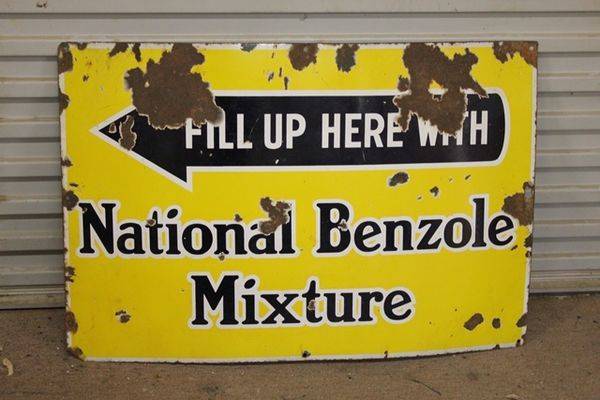 FILL UP HERE WITH
National Benzole
Mixture